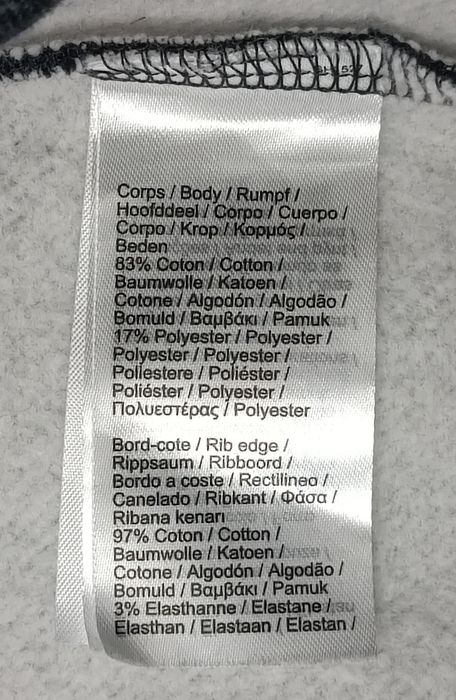 Corps / Body / Rumpf /
Hoofddeel / Corpo / Cuerpo /
Corpo / Krop / Κορμός /
Beden
83% Coton / Cotton /
Baumwolle / Katoen /
Cotone / Algodón / Algodão /
Bomuld / Βαμβάκι / Pamuk
17% Polyester / Polyester /
Polyester / Polyester /
Poliestere / Poliéster /
Poliéster / Polyester /
Πολυεστέρας / Polyester
Bord-cote / Rib edge /
Rippsaum / Ribboord /
Bordo a coste / Rectilineo /
Canelado / Ribkant / Φάσα /
Ribana kenarı
97% Coton / Cotton /
Baumwolle / Katoen /
Cotone / Algodón / Algodão /
Bomuld / Βαμβάκι / Pamuk
3% Elasthanne / Elastane /
Elasthan / Elastaan / Elastan /